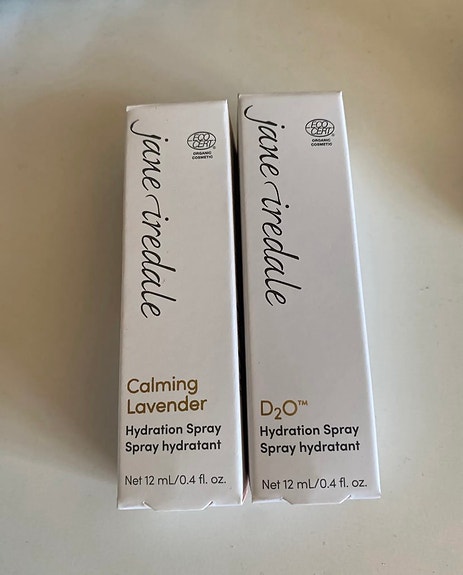 jane iredale
ECO
CERT
ORGANIC
COSMETIC
Calming
Lavender
Hydration Spray
Spray hydratant
Net 12 mL/0.4 fl. oz.
jane iredale
ECO
CERT
ORGANIC
COSMETIC
D₂O™
Hydration Spray
Spray hydratant
Net 12 mL/0.4 fl. oz.